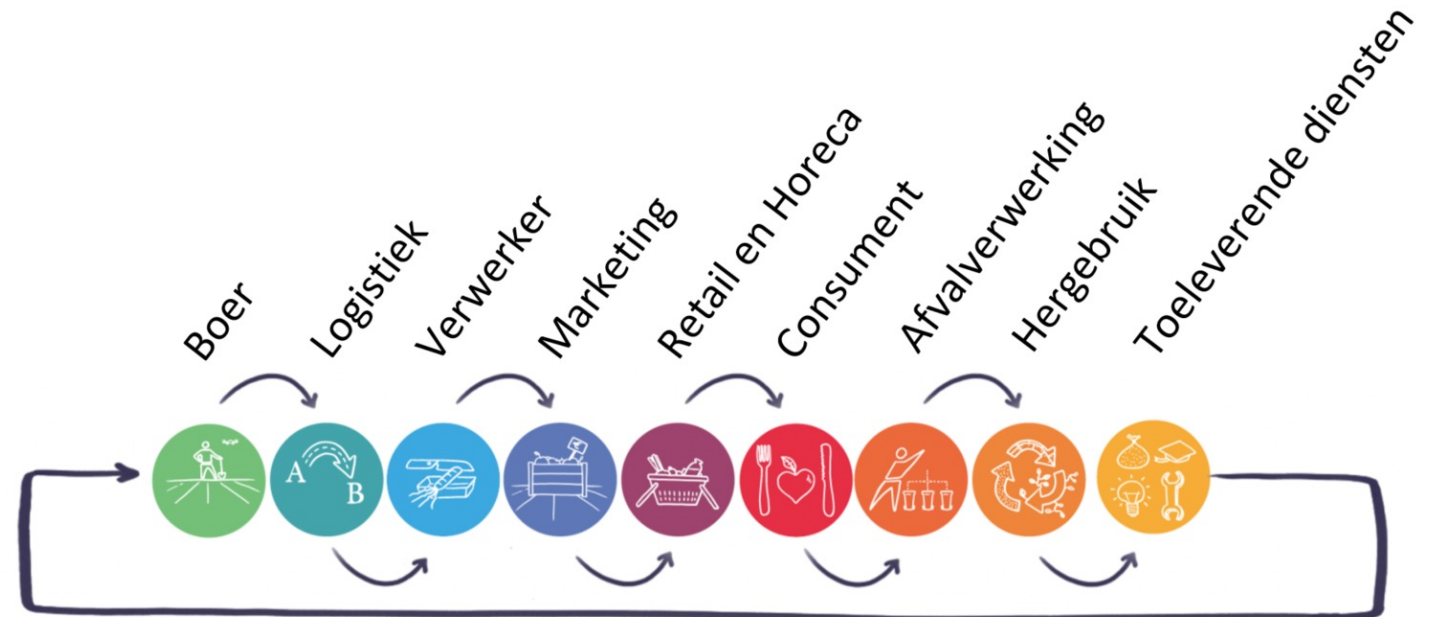 Boer
Logistiek
Verwerker
Marketing
Retail en Horeca
Consument
Afvalverwerking
Hergebruik
Toeleverende diensten
A
B